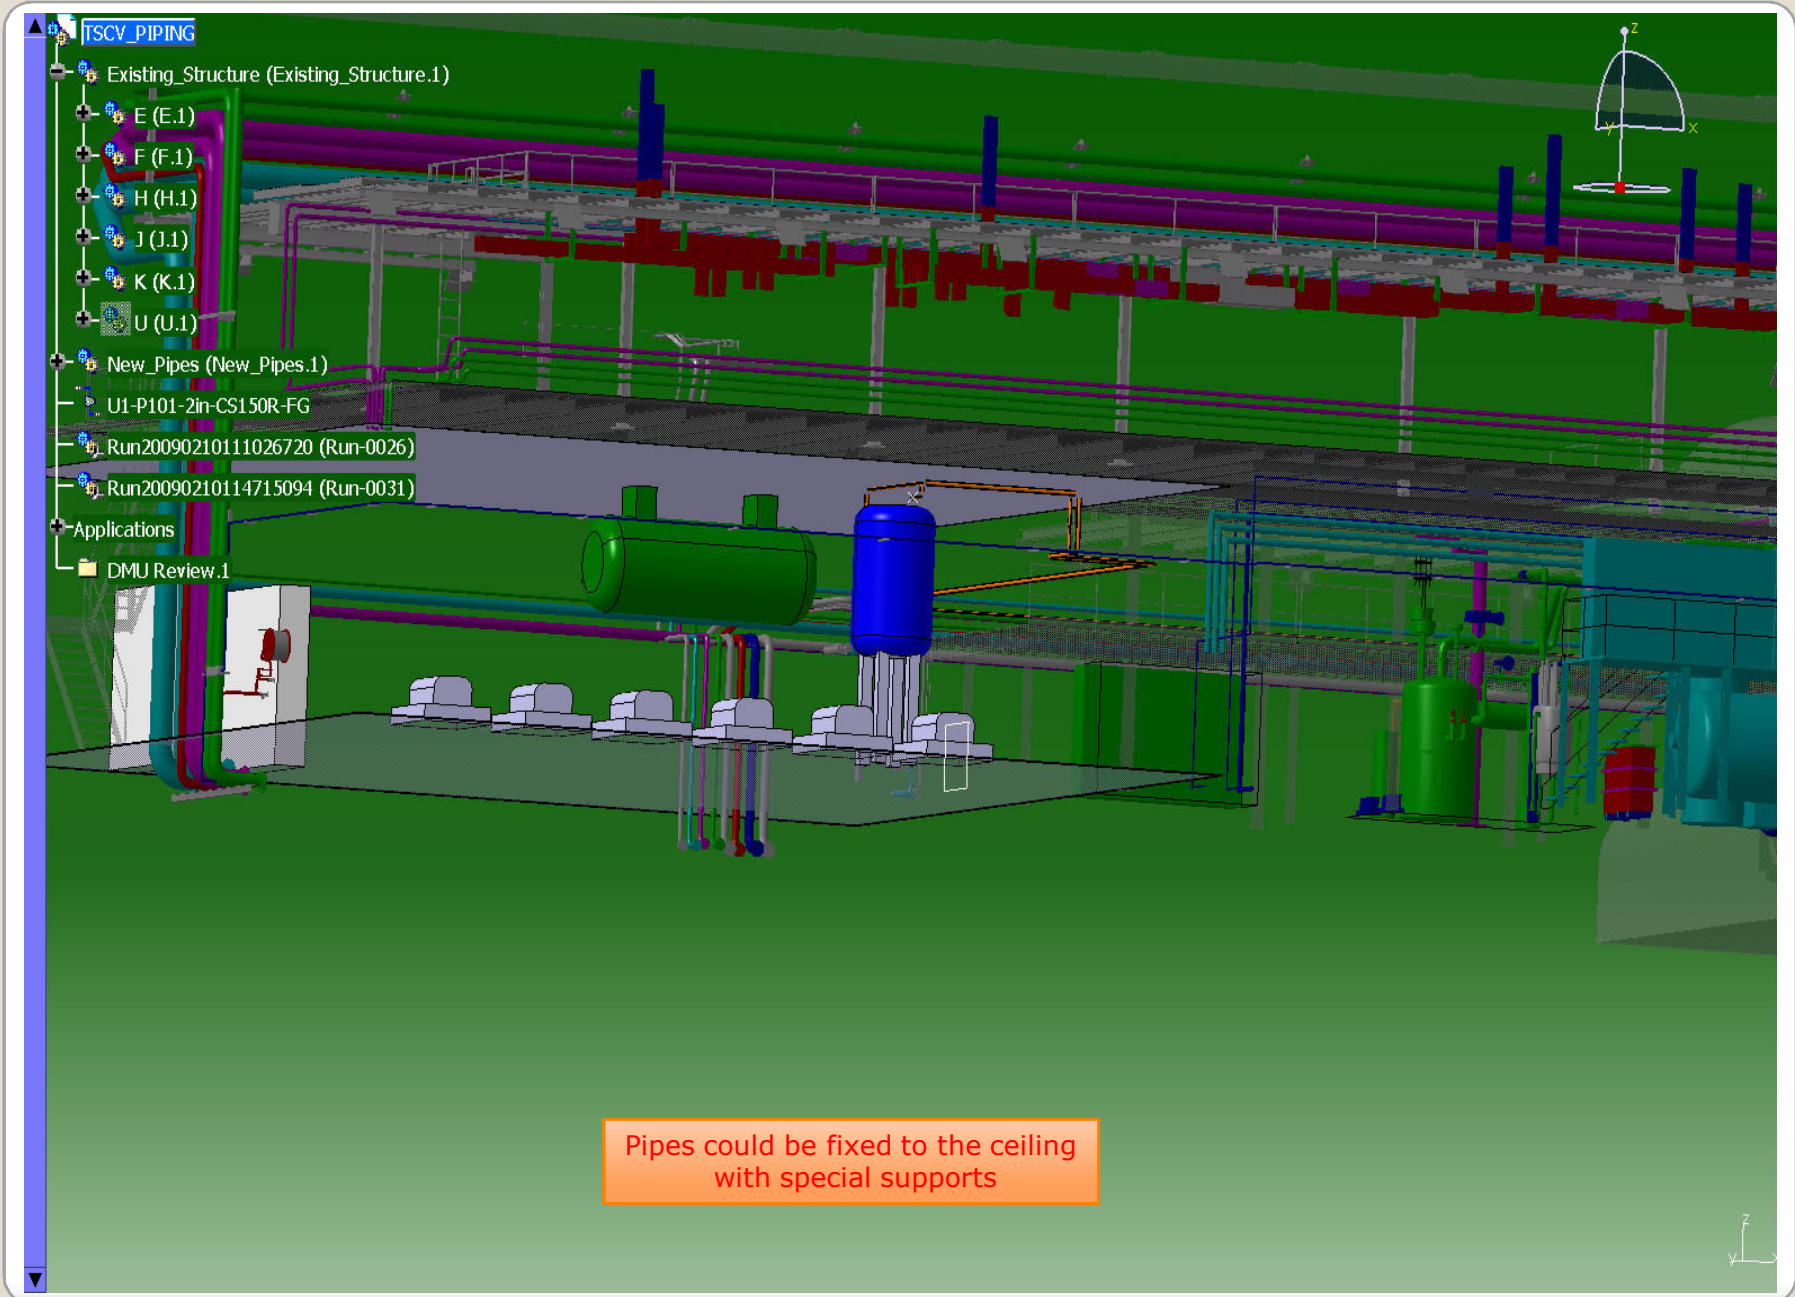 TSCV_PIPING
Existing_Structure (Existing_Structure.1)
E (E.1)
F (F.1)
H (H.1)
J (J.1)
K (K.1)
U (U.1)
New_Pipes (New_Pipes.1)
U1-P101-2in-CS150R-FG
Run20090210111026720 (Run-0026)
Run20090210114715094 (Run-0031)
Applications
DMU Review.1
z
y
x
Pipes could be fixed to the ceiling
with special supports
z
y
x